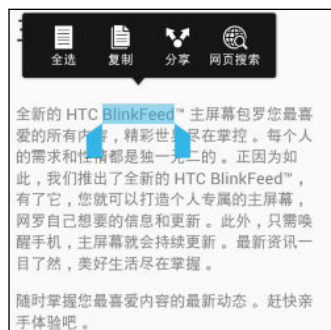 全选 复制 分享 网页搜索
全新的 HTC BlinkFeed™ 主屏幕包罗您最喜
爱的所有内容，精彩世界尽在掌控。每个人
的需求和性情都是独一无二的。正因为如
此，我们推出了全新的 HTC BlinkFeed™，
有了它，您就可以打造个人专属的主屏幕，
网罗自己想要的信息和更新。此外，只需唤
醒手机，主屏幕就会持续更新。最新资讯一
目了然，美好生活尽在掌握。
随时掌握您最喜爱内容的最新动态。赶快亲
手体验吧。